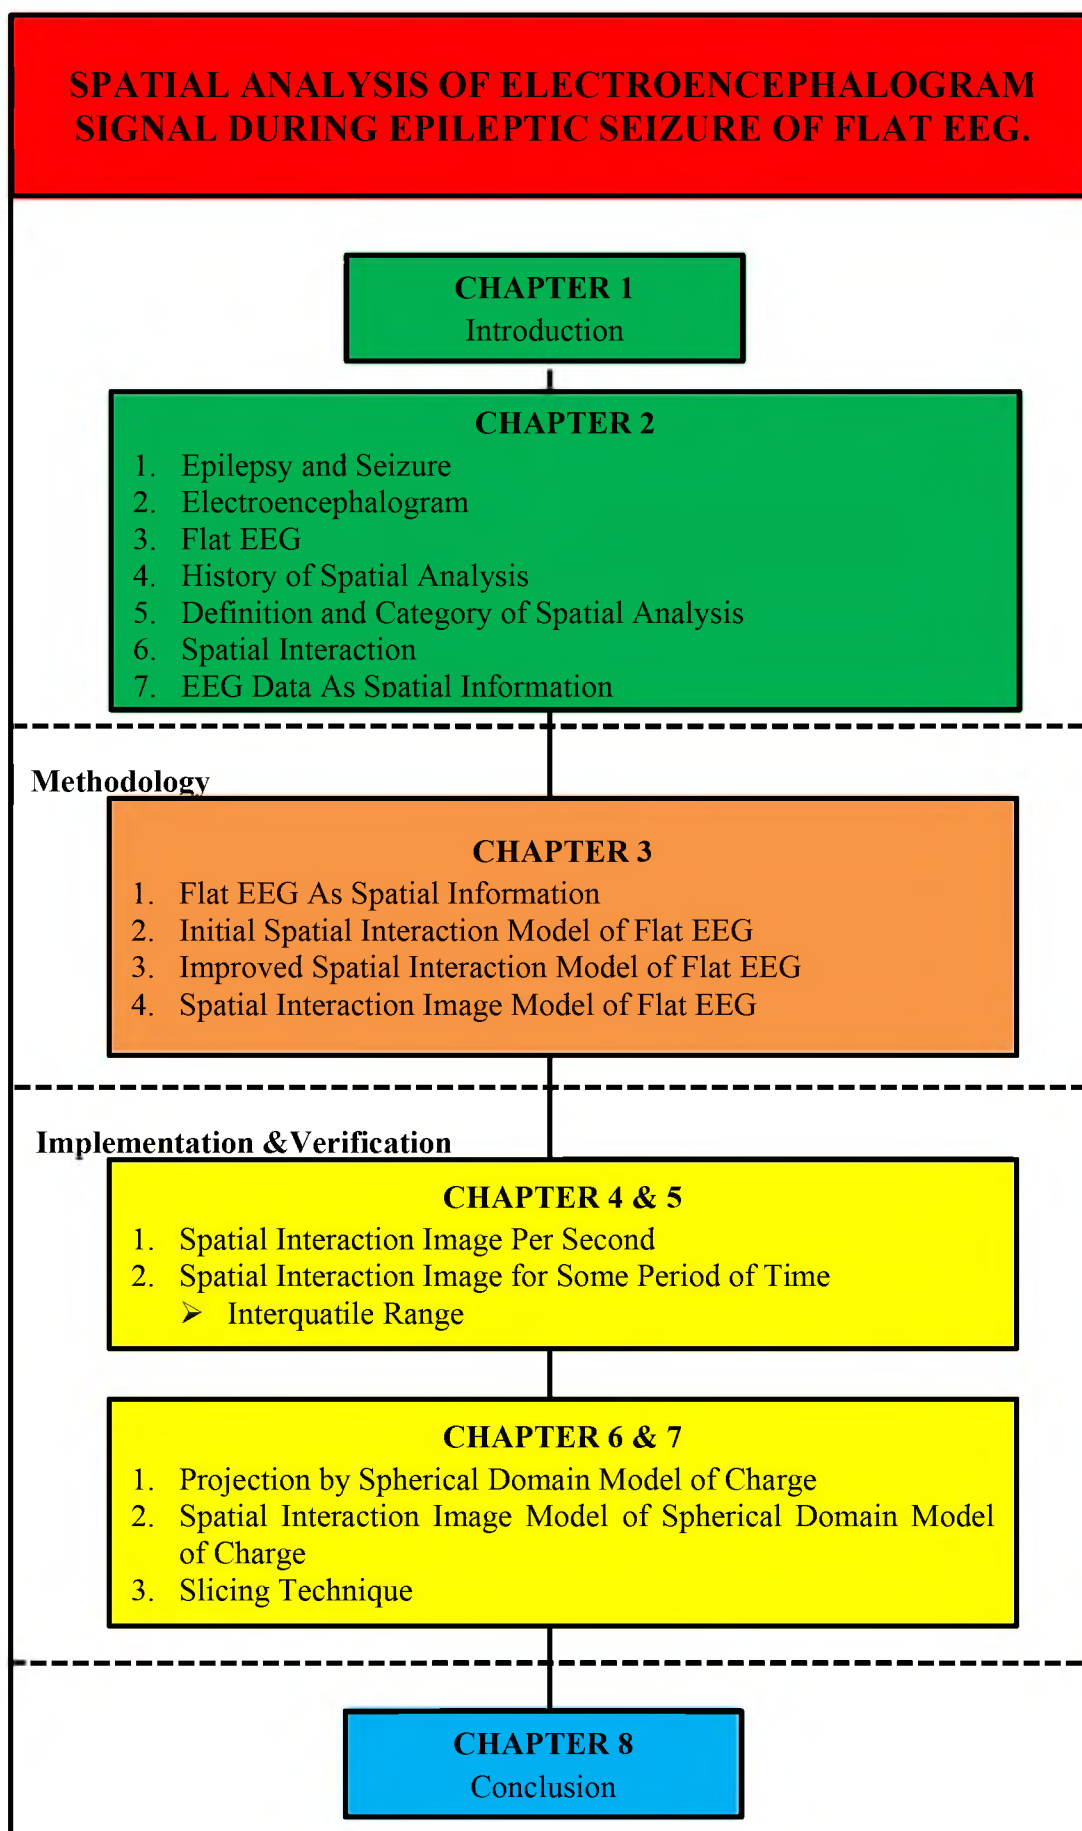 SPATIAL ANALYSIS OF ELECTROENCEPHALOGRAM
SIGNAL DURING EPILEPTIC SEIZURE OF FLAT EEG.
CHAPTER 1
Introduction
CHAPTER 2
1. Epilepsy and Seizure
2. Electroencephalogram
3. Flat EEG
4. History of Spatial Analysis
5. Definition and Category of Spatial Analysis
6. Spatial Interaction
7. EEG Data As Spatial Information
Methodology
CHAPTER 3
1. Flat EEG As Spatial Information
2. Initial Spatial Interaction Model of Flat EEG
3. Improved Spatial Interaction Model of Flat EEG
4. Spatial Interaction Image Model of Flat EEG
Implementation &Verification
CHAPTER 4 & 5
1. Spatial Interaction Image Per Second
2. Spatial Interaction Image for Some Period of Time
➢ Interquatile Range
CHAPTER 6 & 7
1. Projection by Spherical Domain Model of Charge
2. Spatial Interaction Image Model of Spherical Domain Model
of Charge
3. Slicing Technique
CHAPTER 8
Conclusion